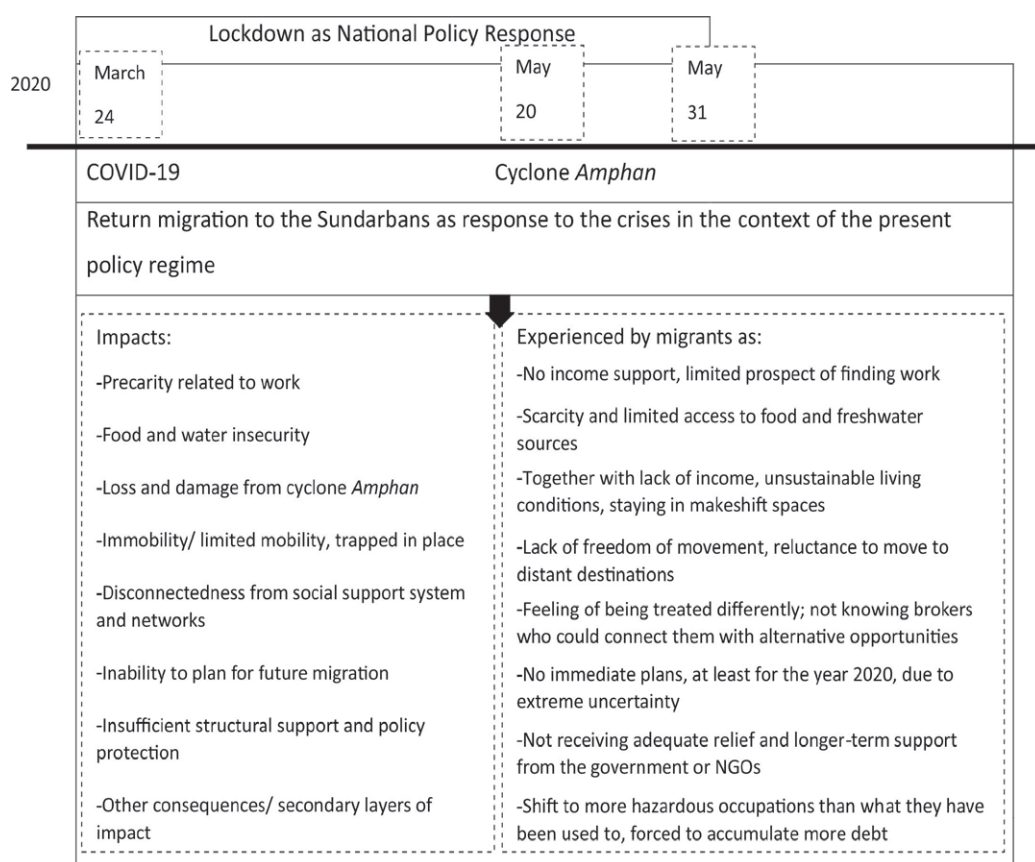 Lockdown as National Policy Response
2020
March
24
May
20
May
31
COVID-19
Cyclone Amphan
Return migration to the Sundarbans as response to the crises in the context of the present
policy regime
Impacts:
-Precarity related to work
-Food and water insecurity
-Loss and damage from cyclone Amphan
-Immobility/ limited mobility, trapped in place
-Disconnectedness from social support system
and networks
-Inability to plan for future migration
-Insufficient structural support and policy
protection
-Other consequences/ secondary layers of
impact
Experienced by migrants as:
-No income support, limited prospect of finding work
-Scarcity and limited access to food and freshwater
sources
-Together with lack of income, unsustainable living
conditions, staying in makeshift spaces
-Lack of freedom of movement, reluctance to move to
distant destinations
-Feeling of being treated differently; not knowing brokers
who could connect them with alternative opportunities
-No immediate plans, at least for the year 2020, due to
extreme uncertainty
-Not receiving adequate relief and longer-term support
from the government or NGOs
-Shift to more hazardous occupations than what they have
been used to, forced to accumulate more debt